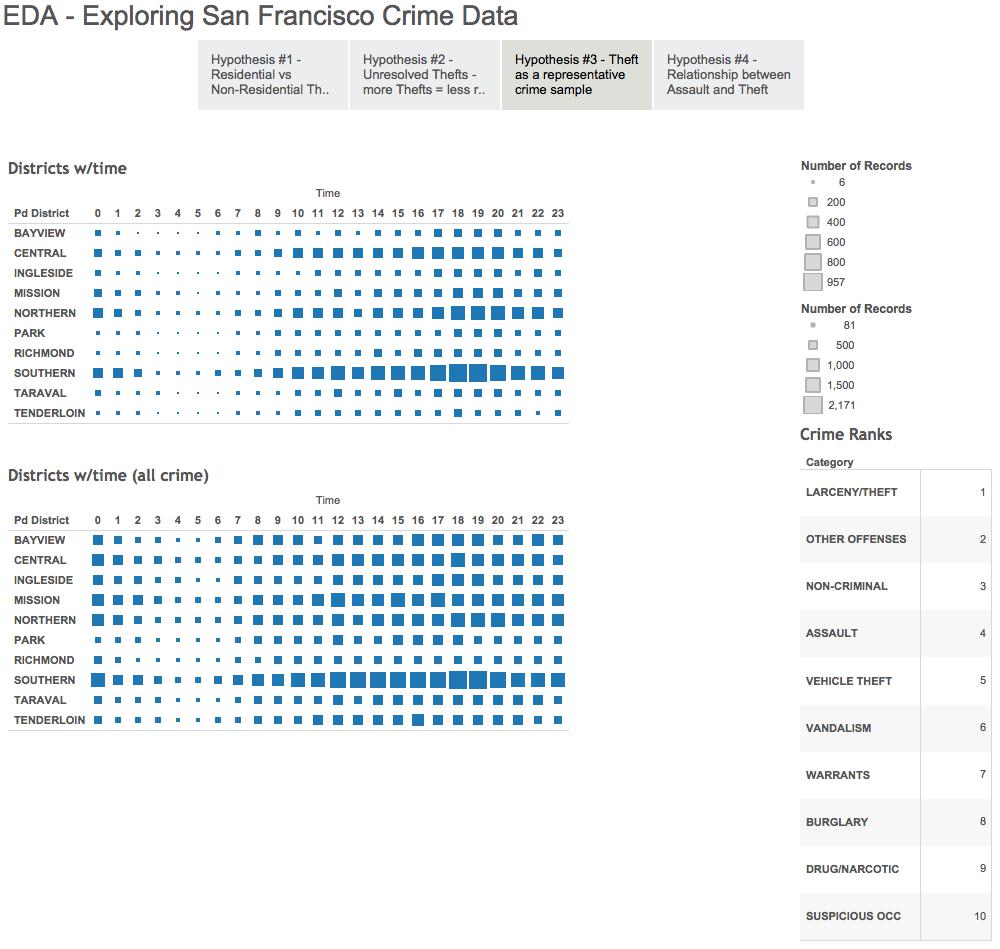 EDA - Exploring San Francisco Crime Data
Hypothesis #1 -
Residential vs
Non-Residential Th..
Hypothesis #2 -
Unresolved Thefts -
more Thefts = less r..
Hypothesis #3 - Theft
as a representative
crime sample
Hypothesis #4 -
Relationship between
Assault and Theft
Districts w/time
Time
Pd District 0 1 2 3 4 5 6 7 8 9 10 11 12 13 14 15 16 17 18 19 20 21 22 23
BAYVIEW
CENTRAL
INGLESIDE
MISSION
NORTHERN
PARK
RICHMOND
SOUTHERN
TARAVAL
TENDERLOIN
Districts w/time (all crime)
Time
Pd District 0 1 2 3 4 5 6 7 8 9 10 11 12 13 14 15 16 17 18 19 20 21 22 23
BAYVIEW
CENTRAL
INGLESIDE
MISSION
NORTHERN
PARK
RICHMOND
SOUTHERN
TARAVAL
TENDERLOIN
Number of Records
6
200
400
600
800
957
Number of Records
81
500
1,000
1,500
2,171
Crime Ranks
Category
LARCENY/THEFT 1
OTHER OFFENSES 2
NON-CRIMINAL 3
ASSAULT 4
VEHICLE THEFT 5
VANDALISM 6
WARRANTS 7
BURGLARY 8
DRUG/NARCOTIC 9
SUSPICIOUS OCC 10